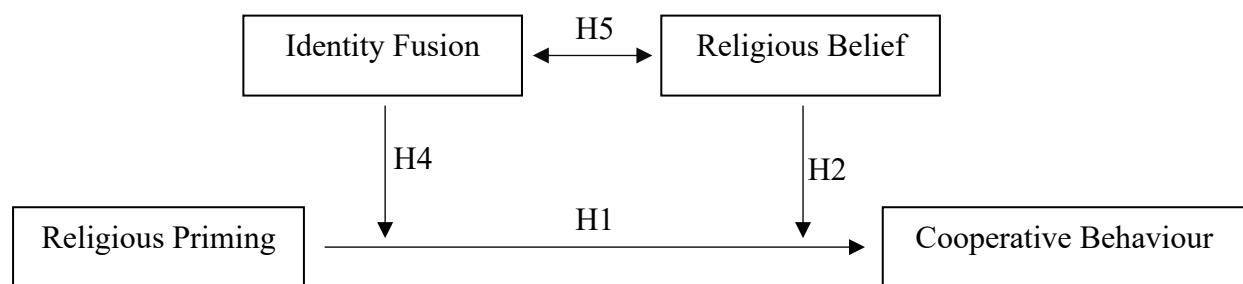 Identity Fusion
H5
Religious Belief
H4
H2
Religious Priming
H1
Cooperative Behaviour